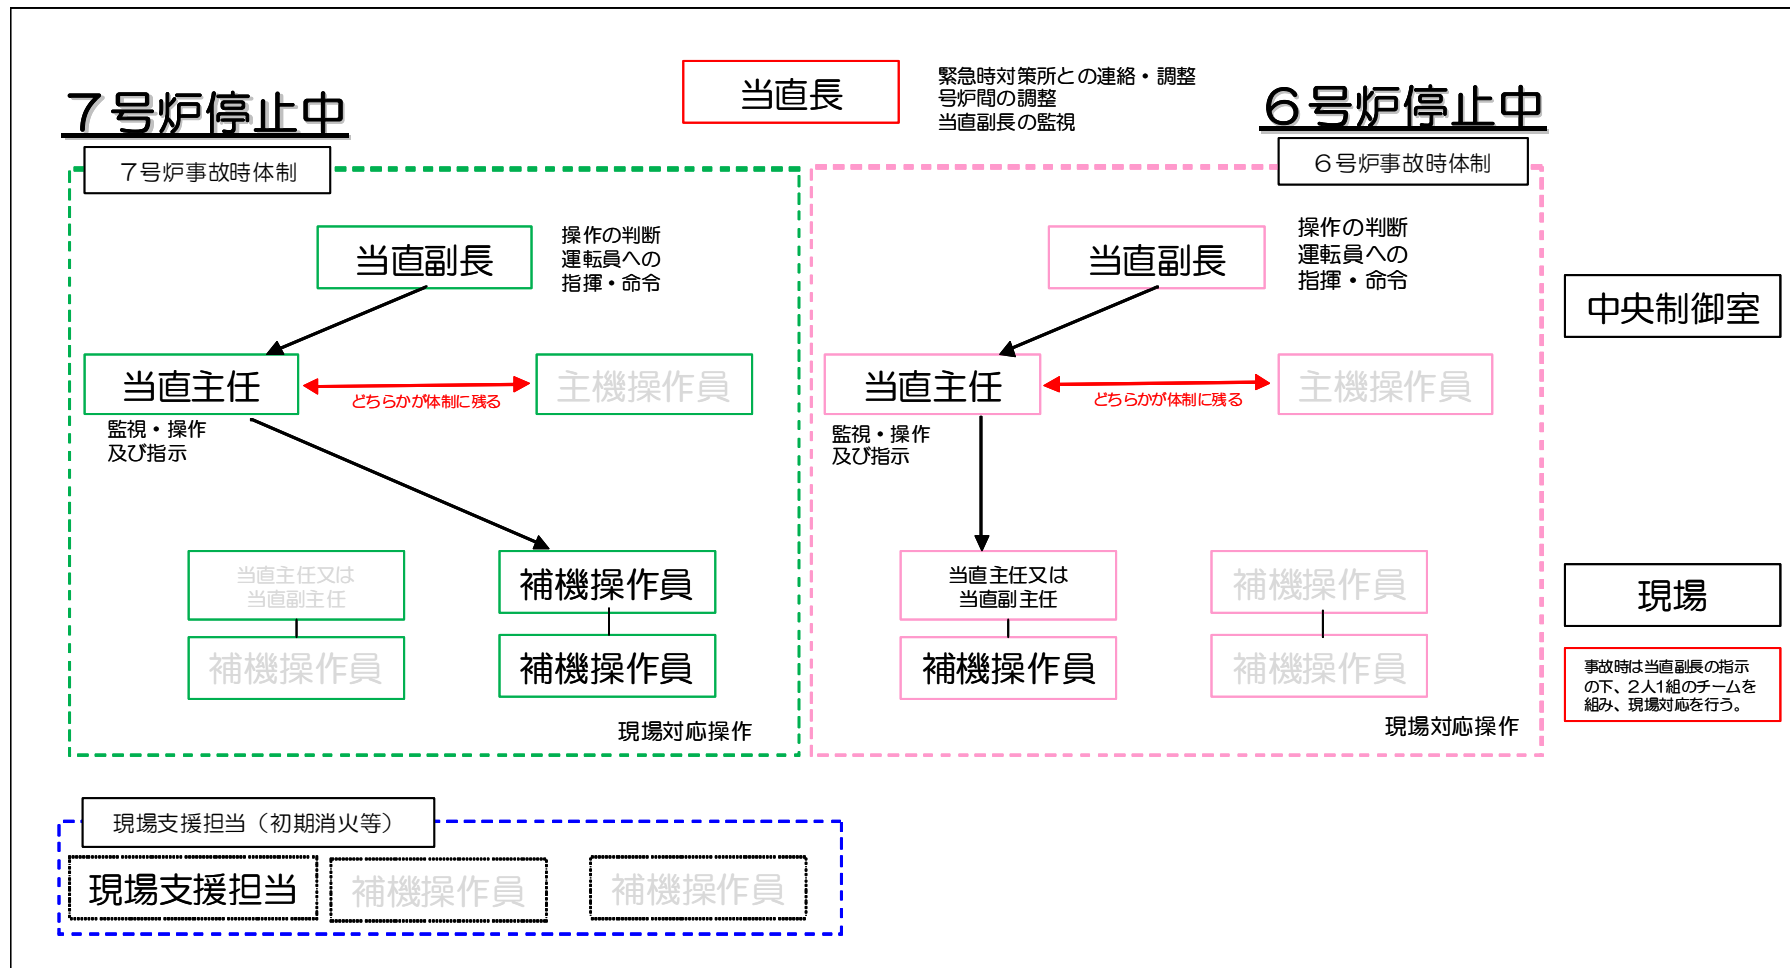 当直長
緊急時対策所との連絡・調整
号炉間の調整
当直副長の監視
７号炉停止中
６号炉停止中
７号炉事故時体制
６号炉事故時体制
当直副長
操作の判断
運転員への
指揮・命令
当直副長
操作の判断
運転員への
指揮・命令
中央制御室
当直主任
どちらかが体制に残る
主機操作員
当直主任
どちらかが体制に残る
主機操作員
監視・操作
及び指示
監視・操作
及び指示
当直主任又は
当直副主任
補機操作員
補機操作員
補機操作員
現場対応操作
当直主任又は
当直副主任
補機操作員
補機操作員
補機操作員
現場対応操作
現場
事故時は当直副長の指示
の下、２人1組のチームを
組み、現場対応を行う。
現場支援担当（初期消火等）
現場支援担当
補機操作員
補機操作員